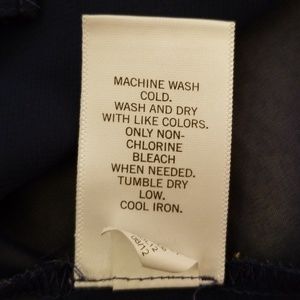 MACHINE WASH
COLD.
WASH AND DRY
WITH LIKE COLORS.
ONLY NON-
CHLORINE
BLEACH
WHEN NEEDED.
TUMBLE DRY
LOW.
COOL IRON.